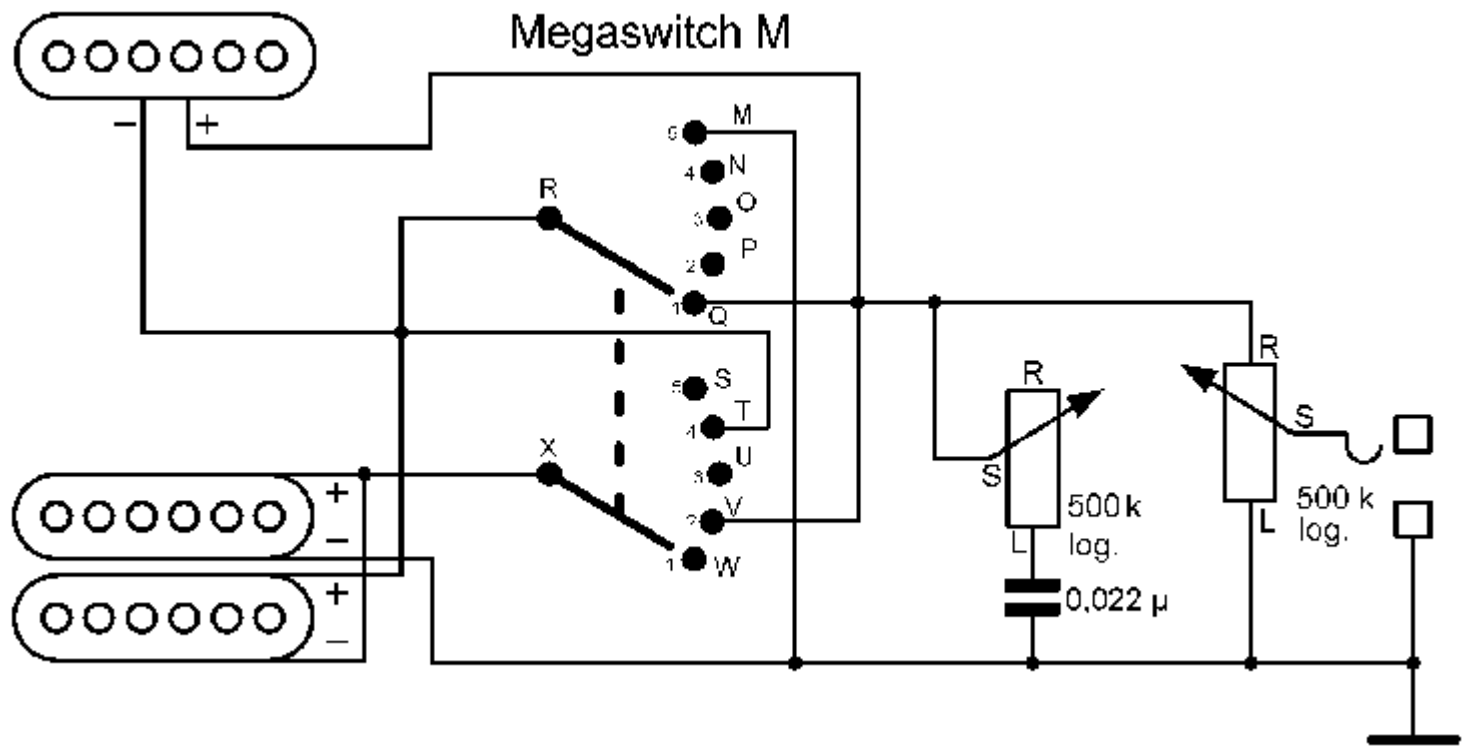 Megaswitch M
− +
5 M
4 N
R
3 O
2 P
1 Q
5 S
4 T
X
3 U
2 V
1 W
+
−
+
−
R
S
500 k
log.
L
0,022 µ
R
S
500 k
log.
L